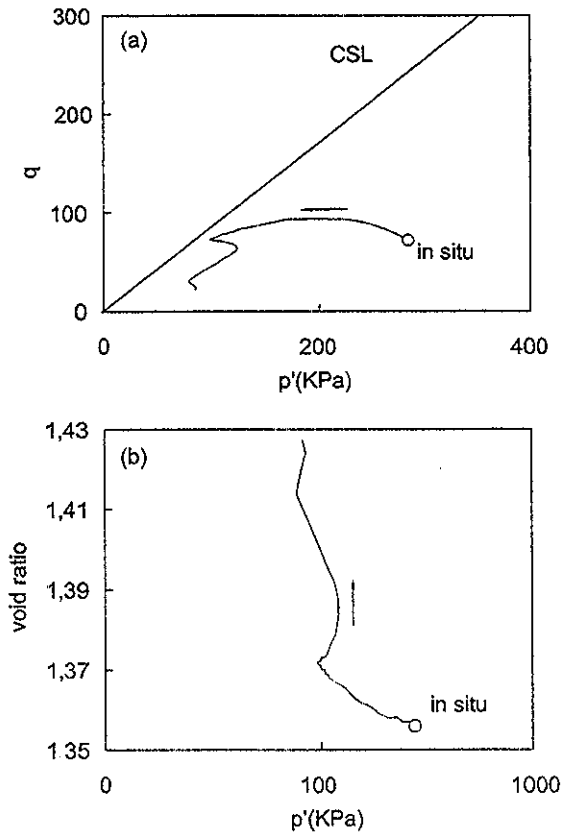 300
(a)
CSL
200
q
100
in situ
0
0
200
400
p'(KPa)
1,43
(b)
1,41
void ratio
1,39
1,37
in situ
1.35
0
100
1000
p'(KPa)